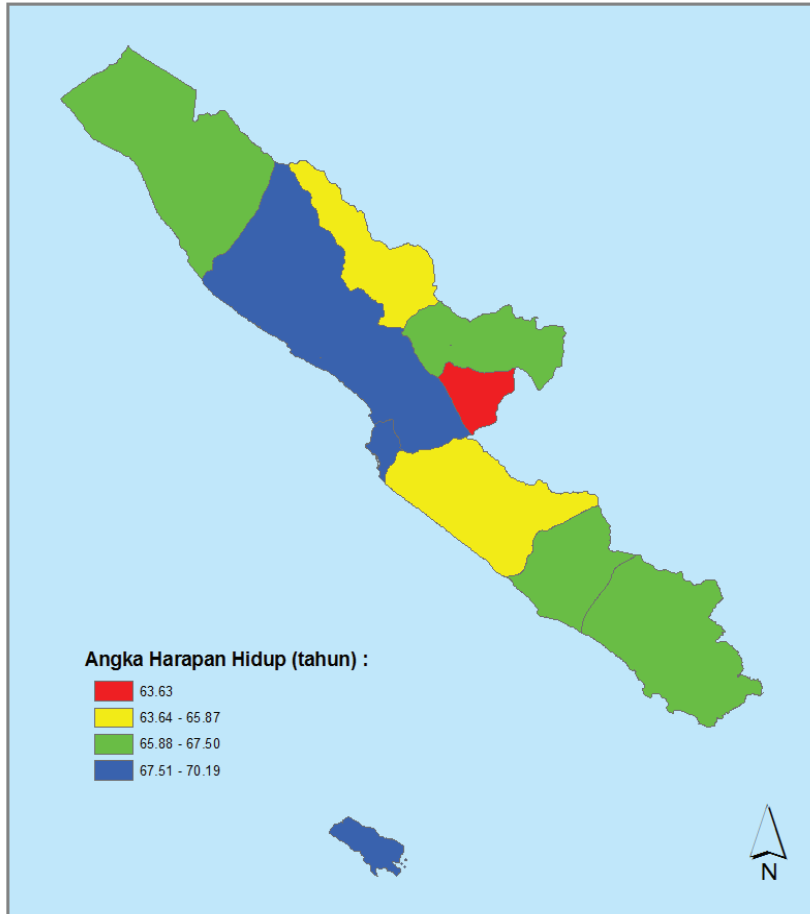 Angka Harapan Hidup (tahun) :
63.63
63.64 - 65.87
65.88 - 67.50
67.51 - 70.19
N